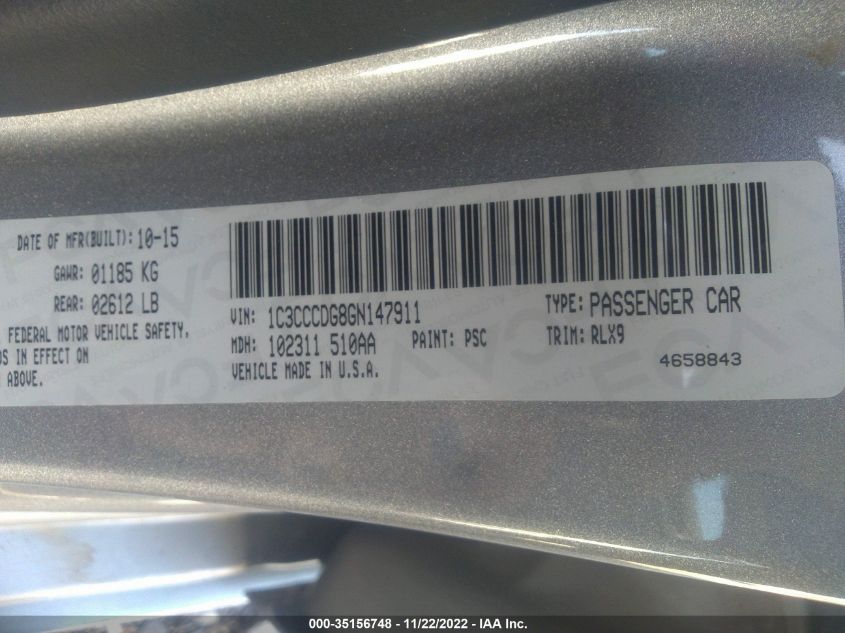 DATE OF MFR(BUILT): 10-15
GAWR: 01185 KG
REAR: 02612 LB
FEDERAL MOTOR VEHICLE SAFETY,
IN EFFECT ON
ABOVE.
VIN: 1C3CCCDG8GN147911
TYPE: PASSENGER CAR
MDH: 102311 510AA
PAINT: PSC
TRIM: RLX9
VEHICLE MADE IN U.S.A.
4658843
000-35156748 - 11/22/2022 - IAA Inc.